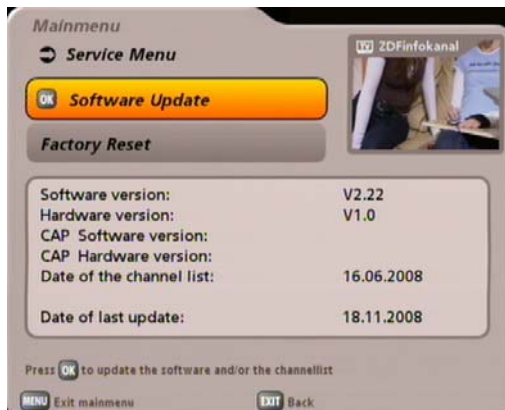 Mainmenu
Service Menu
TV ZDFinfokanal
OK Software Update
Factory Reset
Software version: V2.22
Hardware version: V1.0
CAP Software version:
CAP Hardware version:
Date of the channel list: 16.06.2008
Date of last update: 18.11.2008
Press OK to update the software and/or the channellist
MENU Exit mainmenu EXIT Back